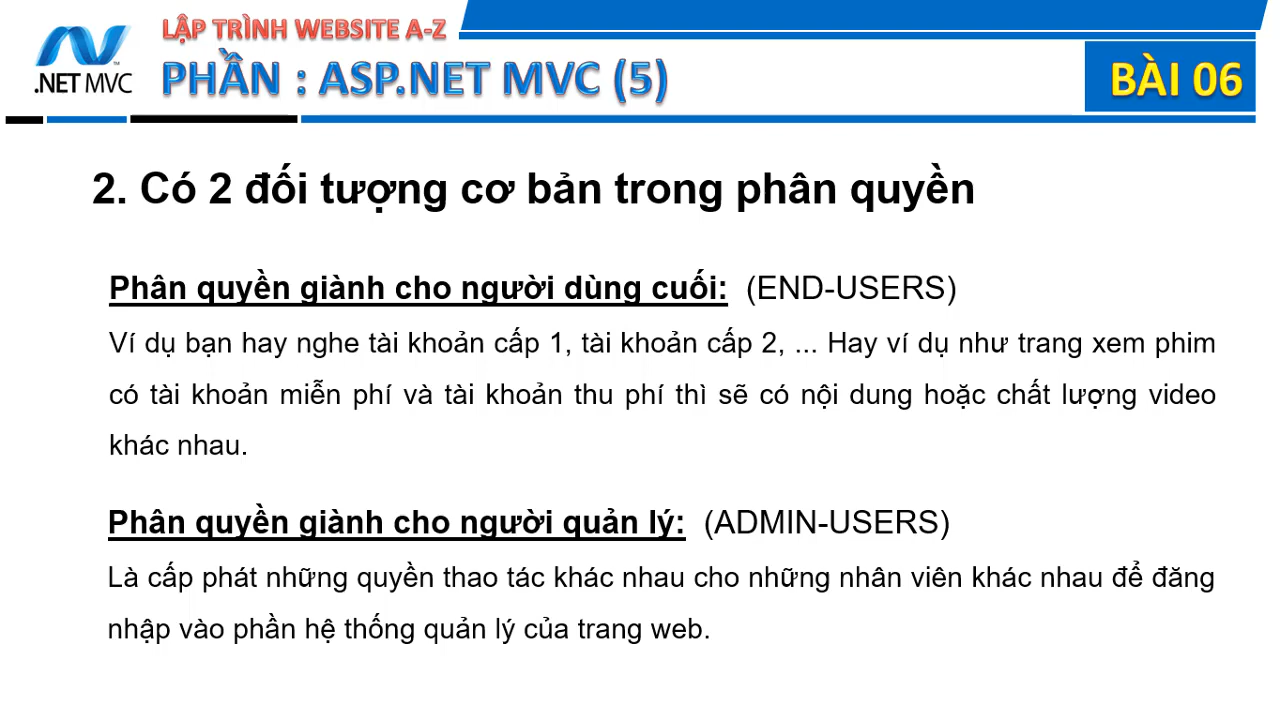 LẬP TRÌNH WEBSITE A-Z
.NET MVC
PHẦN : ASP.NET MVC (5)
BÀI 06
2. Có 2 đối tượng cơ bản trong phân quyền
Phân quyền giành cho người dùng cuối: (END-USERS)
Ví dụ bạn hay nghe tài khoản cấp 1, tài khoản cấp 2, ... Hay ví dụ như trang xem phim
có tài khoản miễn phí và tài khoản thu phí thì sẽ có nội dung hoặc chất lượng video
khác nhau.
Phân quyền giành cho người quản lý: (ADMIN-USERS)
Là cấp phát những quyền thao tác khác nhau cho những nhân viên khác nhau để đăng
nhập vào phần hệ thống quản lý của trang web.